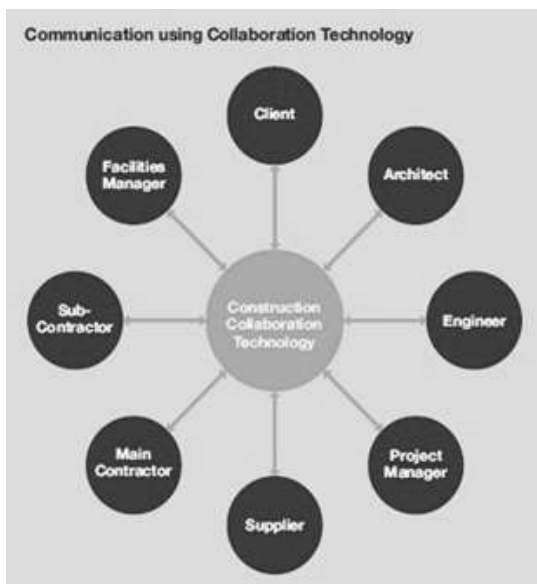 Communication using Collaboration Technology
Client
Architect
Engineer
Project
Manager
Supplier
Main
Contractor
Sub-
Contractor
Facilities
Manager
Construction
Collaboration
Technology